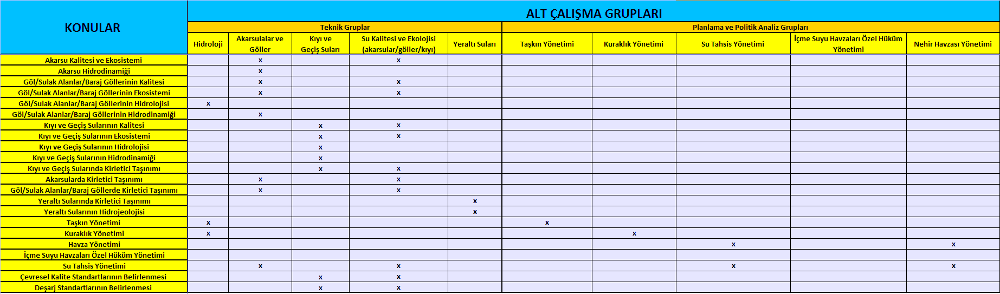 KONULAR
ALT ÇALIŞMA GRUPLARI
Teknik Gruplar
Planlama ve Politik Analiz Grupları
Hidroloji
Akarsulalar ve
Göller
Kıyı ve
Geçiş Suları
Su Kalitesi ve Ekolojisi
(akarsular/göller/kıyı)
Yeraltı Suları
Taşkın Yönetimi
Kuraklık Yönetimi
Su Tahsis Yönetimi
İçme Suyu Havzaları Özel Hüküm
Yönetimi
Nehir Havzası Yönetimi
Akarsu Kalitesi ve Ekosistemi x x
Akarsu Hidrodinamiği x
Göl/Sulak Alanlar/Baraj Göllerinin Kalitesi x x
Göl/Sulak Alanlar/Baraj Göllerinin Ekosistemi x x
Göl/Sulak Alanlar/Baraj Göllerinin Hidrolojisi x
Göl/Sulak Alanlar/Baraj Göllerinin Hidrodinamiği x
Kıyı ve Geçiş Sularının Kalitesi x x
Kıyı ve Geçiş Sularının Ekosistemi x x
Kıyı ve Geçiş Sularının Hidrolojisi x
Kıyı ve Geçiş Sularının Hidrodinamiği x
Kıyı ve Geçiş Sularında Kirletici Taşınımı x x
Akarsularda Kirletici Taşınımı x x
Göl/Sulak Alanlar/Baraj Göllerde Kirletici Taşınımı x x
Yeraltı Sularında Kirletici Taşınımı x
Yeraltı Sularının Hidrojeolojisi x
Taşkın Yönetimi x x
Kuraklık Yönetimi x x
Havza Yönetimi x x
İçme Suyu Havzaları Özel Hüküm Yönetimi
Su Tahsis Yönetimi x x x x
Çevresel Kalite Standartlarının Belirlenmesi x x
Deşarj Standartlarının Belirlenmesi x x